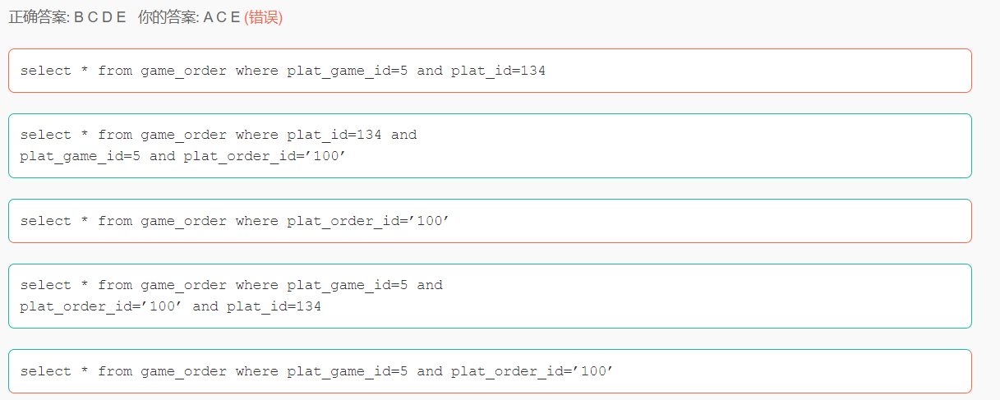 正确答案: B C D E 你的答案: A C E (错误)
select * from game_order where plat_game_id=5 and plat_id=134
select * from game_order where plat_id=134 and
plat_game_id=5 and plat_order_id=’100’
select * from game_order where plat_order_id=’100’
select * from game_order where plat_game_id=5 and
plat_order_id=’100’ and plat_id=134
select * from game_order where plat_game_id=5 and plat_order_id=’100’